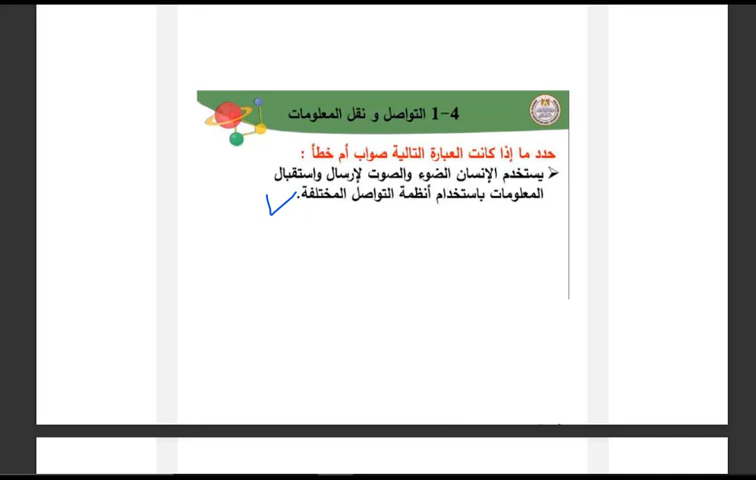 1-4 التواصل و نقل المعلومات
حدد ما إذا كانت العبارة التالية صواب أم خطأ :
يستخدم الإنسان الضوء والصوت لإرسال واستقبال
المعلومات باستخدام أنظمة التواصل المختلفة.